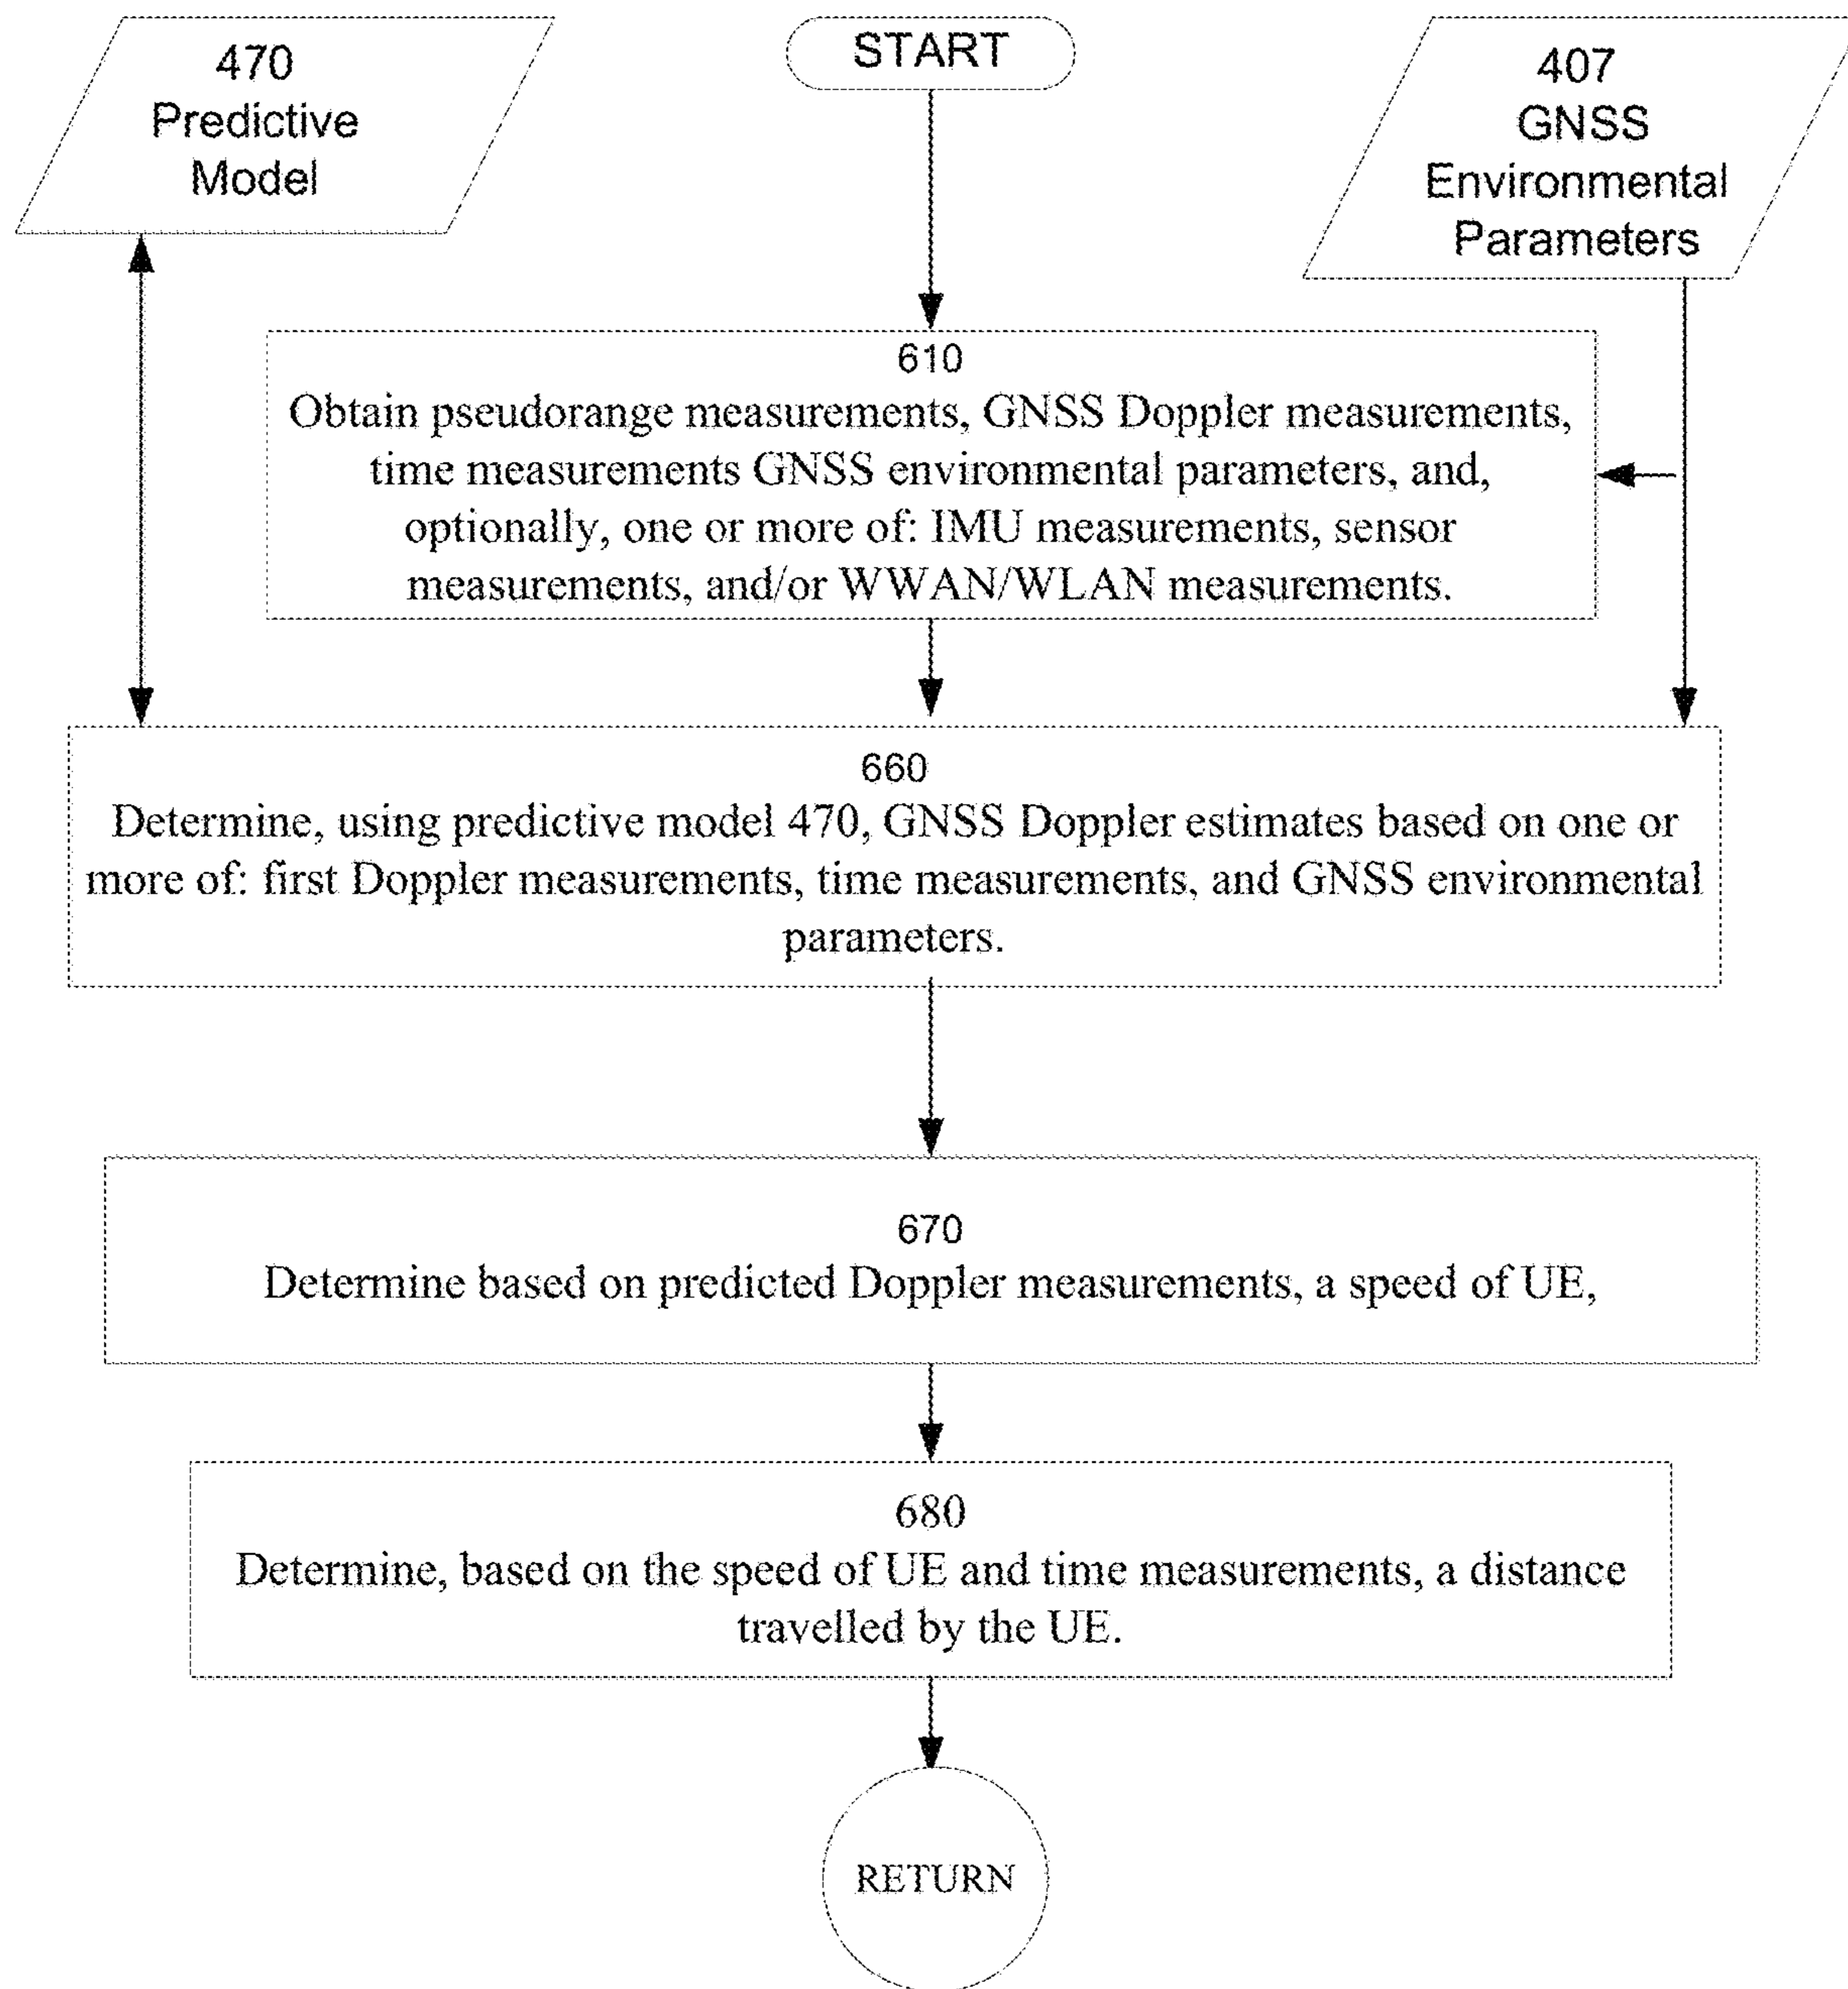 470
Predictive
Model
START
407
GNSS
Environmental
Parameters
610
Obtain pseudorange measurements, GNSS Doppler measurements,
time measurements GNSS environmental parameters, and,
optionally, one or more of: IMU measurements, sensor
measurements, and/or WWAN/WLAN measurements.
660
Determine, using predictive model 470, GNSS Doppler estimates based on one or
more of: first Doppler measurements, time measurements, and GNSS environmental
parameters.
670
Determine based on predicted Doppler measurements, a speed of UE,
680
Determine, based on the speed of UE and time measurements, a distance
travelled by the UE.
RETURN